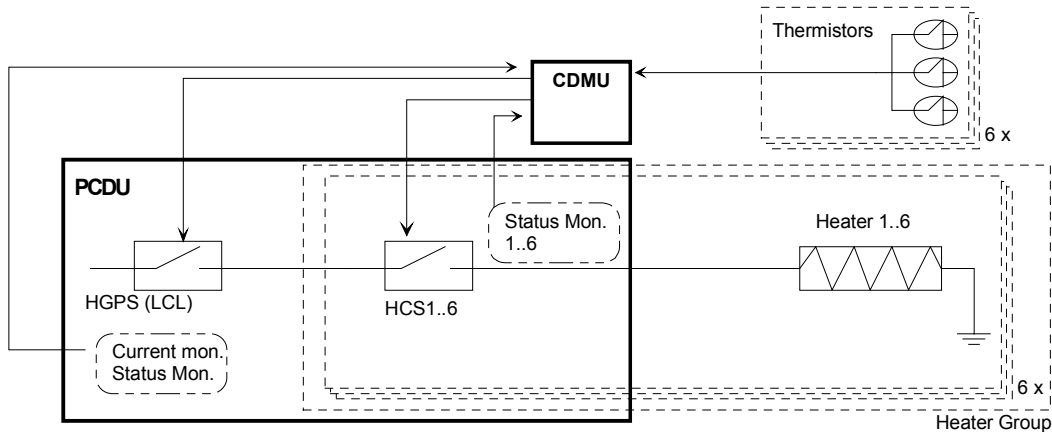 Thermistors
CDMU
6 x
PCDU
Status Mon.
1..6
Heater 1..6
HGPS (LCL)
HCS1..6
Current mon.
Status Mon.
6 x
Heater Group